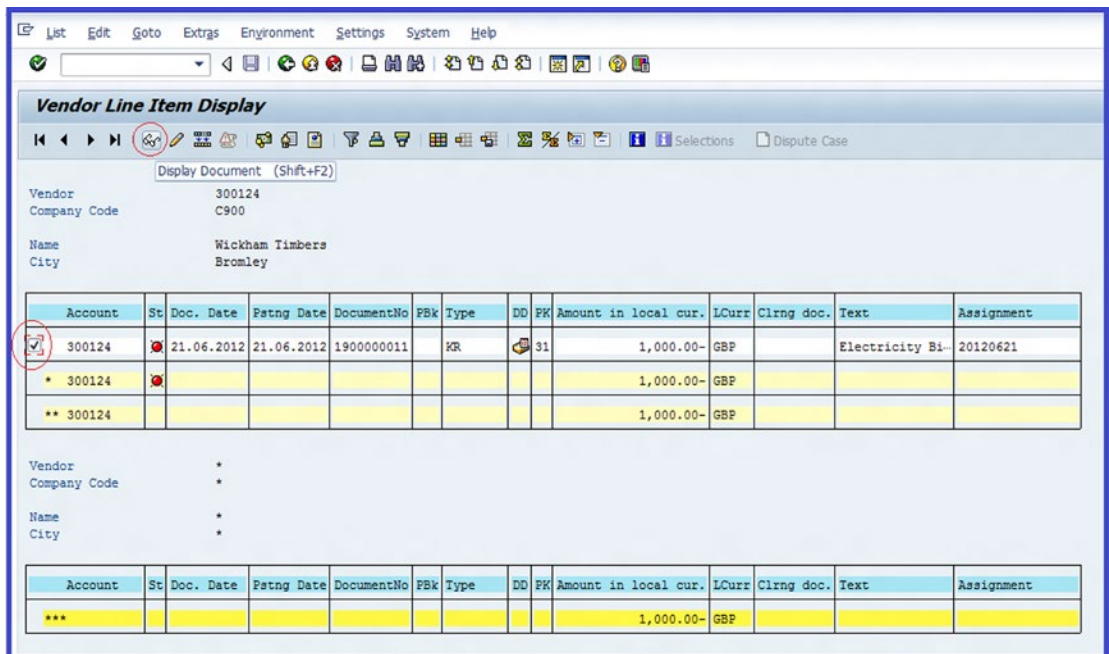 List Edit Goto Extras Environment Settings System Help
Vendor Line Item Display
Selections Dispute Case
Display Document (Shift+F2)
Vendor 300124
Company Code C900
Name Wickham Timbers
City Bromley
Account St Doc. Date Pstng Date DocumentNo PBk Type DD PK Amount in local cur. LCurr Clrng doc. Text Assignment
300124 21.06.2012 21.06.2012 1900000011 KR 31 1,000.00- GBP Electricity Bi… 20120621
* 300124 1,000.00- GBP
** 300124 1,000.00- GBP
Vendor *
Company Code *
Name *
City *
Account St Doc. Date Pstng Date DocumentNo PBk Type DD PK Amount in local cur. LCurr Clrng doc. Text Assignment
*** 1,000.00- GBP